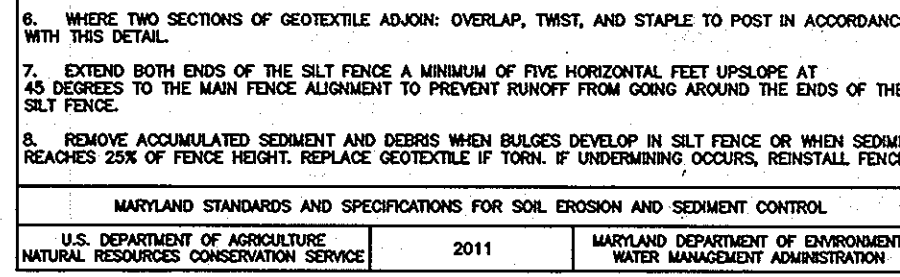 6. WHERE TWO SECTIONS OF GEOTEXTILE ADJOIN: OVERLAP, TWIST, AND STAPLE TO POST IN ACCORDANC
WITH THIS DETAIL.
7. EXTEND BOTH ENDS OF THE SILT FENCE A MINIMUM OF FIVE HORIZONTAL FEET UPSLOPE AT
45 DEGREES TO THE MAIN FENCE ALIGNMENT TO PREVENT RUNOFF FROM GOING AROUND THE ENDS OF THE
SILT FENCE.
8. REMOVE ACCUMULATED SEDIMENT AND DEBRIS WHEN BULGES DEVELOP IN SILT FENCE OR WHEN SEDIM
REACHES 25% OF FENCE HEIGHT. REPLACE GEOTEXTILE IF TORN. IF UNDERMINING OCCURS, REINSTALL FENCE
MARYLAND STANDARDS AND SPECIFICATIONS FOR SOIL EROSION AND SEDIMENT CONTROL
U.S. DEPARTMENT OF AGRICULTURE
NATURAL RESOURCES CONSERVATION SERVICE
2011
MARYLAND DEPARTMENT OF ENVIRONMENT
WATER MANAGEMENT ADMINISTRATION